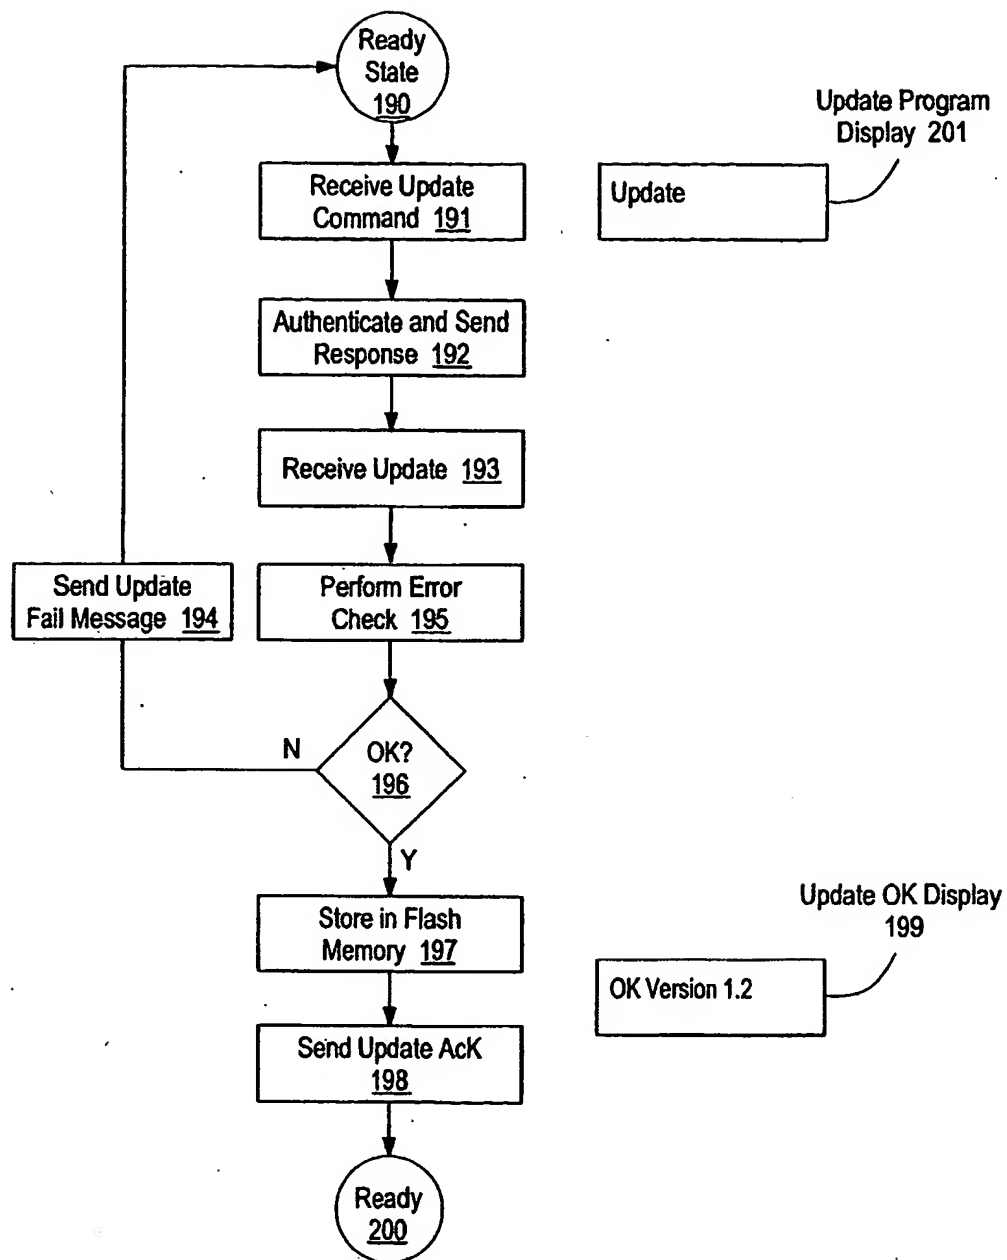 Ready
State
190
Update Program
Display 201
Receive Update
Command 191
Update
Authenticate and Send
Response 192
Receive Update 193
Send Update
Fail Message 194
Perform Error
Check 195
N
OK?
196
Y
Store in Flash
Memory 197
Update OK Display
199
OK Version 1.2
Send Update AcK
198
Ready
200